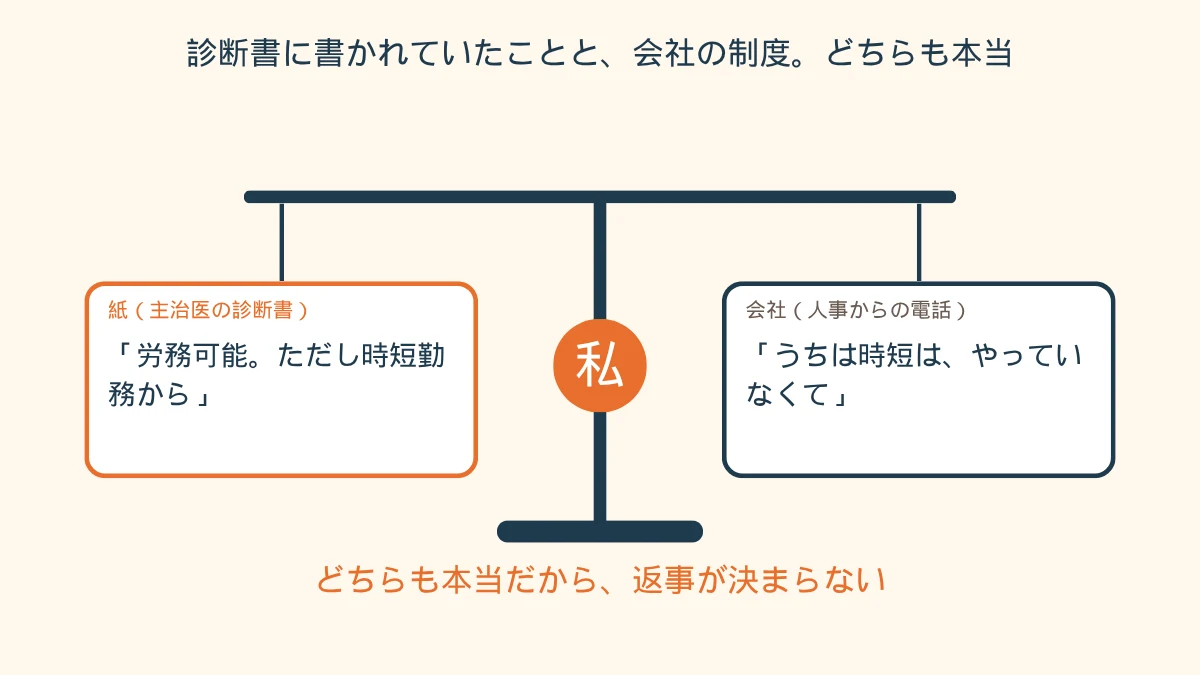 診断書に書かれていたことと、会社の制度。どちらも本当
紙（主治医の診断書）
「労務可能。ただし時短勤
務から」
私
会社（人事からの電話）
「うちは時短は、やってい
なくて」
どちらも本当だから、返事が決まらない